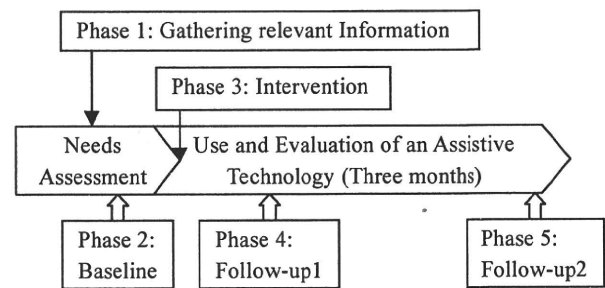 Phase 1: Gathering relevant Information
Phase 3: Intervention
Needs
Assessment
Use and Evaluation of an Assistive
Technology (Three months)
Phase 2:
Baseline
Phase 4:
Follow-up1
Phase 5:
Follow-up2